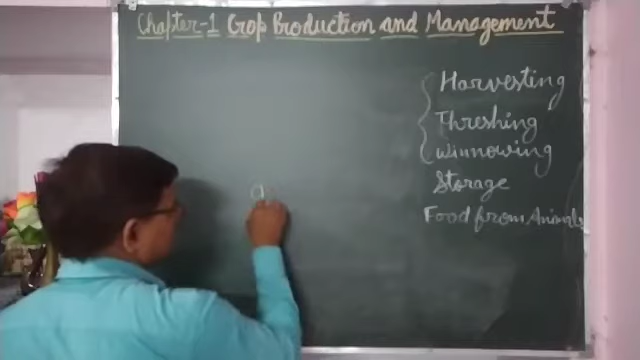 Chapter-1 Crop Production and Management
Harvesting
Threshing
Winnowing
Storage
Food from Animals